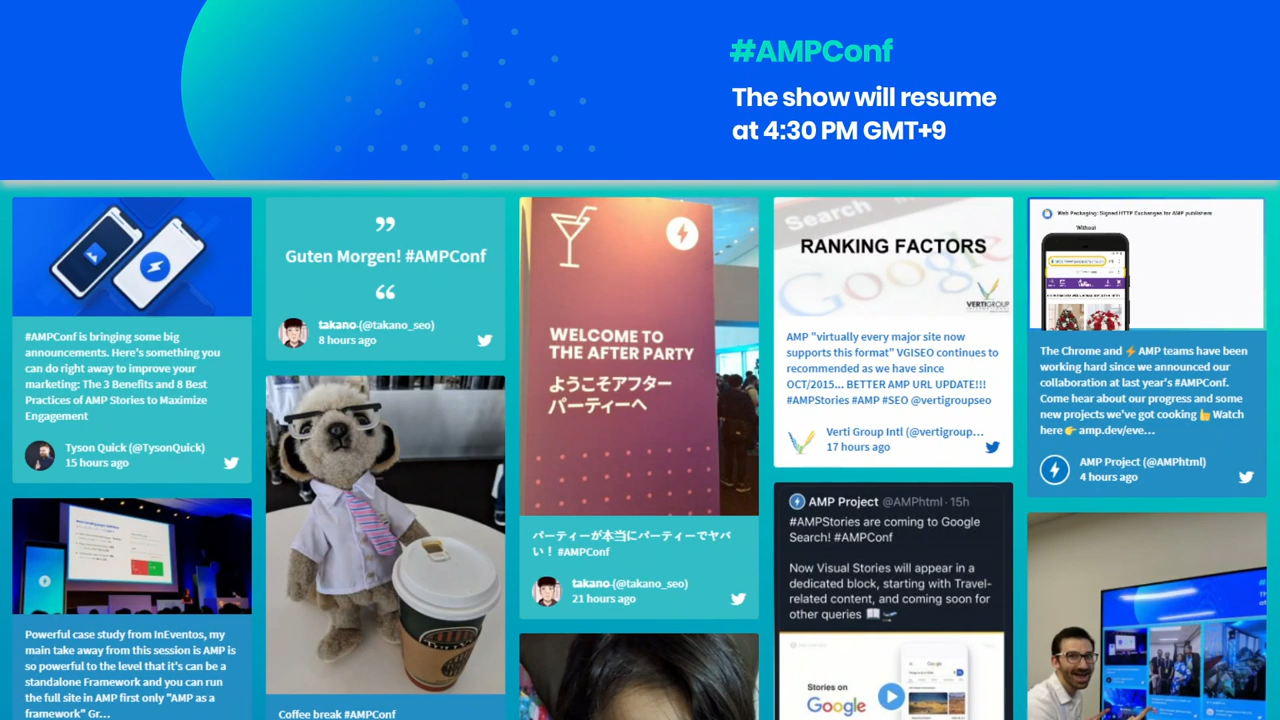 #AMPConf
The show will resume
at 4:30 PM GMT+9
#AMPConf is bringing some big
announcements. Here's something you
can do right away to improve your
marketing: The 3 Benefits and 8 Best
Practices of AMP Stories to Maximize
Engagement
Tyson Quick (@TysonQuick)
15 hours ago
Powerful case study from InEventos, my
main take away from this session is AMP is
so powerful to the level that it's can be a
standalone Framework and you can run
the full site in AMP first only "AMP as a
framework" Gr...
”
Guten Morgen! #AMPConf
“
takano (@takano_seo)
8 hours ago
Coffee break #AMPConf
WELCOME TO
THE AFTER PARTY
ようこそアフター
パーティーへ
パーティーが本当にパーティーでヤバ
い！ #AMPConf
takano (@takano_seo)
21 hours ago
Search
Google
RANKING FACTORS
VERTIGROUP
AMP "virtually every major site now
supports this format" VGISEO continues to
recommended as we have since
OCT/2015... BETTER AMP URL UPDATE!!!
#AMPStories #AMP #SEO @vertigroupseo
Verti Group Intl (@vertigroup...
17 hours ago
AMP Project @AMPhtml · 15h
#AMPStories are coming to Google
Search! #AMPConf
Now Visual Stories will appear in a
dedicated block, starting with Travel-
related content, and coming soon for
other queries 📖🛫
Stories on
Google
Google
Web Packaging: Signed HTTP Exchanges for AMP publishers
Without
The Chrome and ⚡AMP teams have been
working hard since we announced our
collaboration at last year's #AMPConf.
Come hear about our progress and some
new projects we've got cooking 👍Watch
here 👉 amp.dev/eve...
AMP Project (@AMPhtml)
4 hours ago